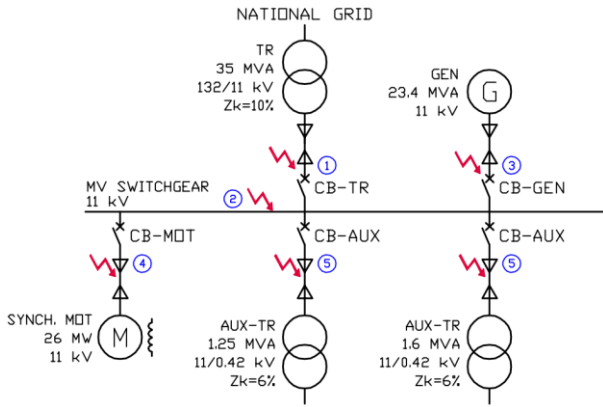 NATIONAL GRID
TR
35 MVA
132/11 kV
Zk=10%
GEN
23.4 MVA
11 kV
G
1
CB-TR
3
CB-GEN
MV SWITCHGEAR
11 kV
2
CB-MOT
4
CB-AUX
5
CB-AUX
5
SYNCH. MOT
26 MW
11 kV
M
AUX-TR
1.25 MVA
11/0.42 kV
Zk=6%
AUX-TR
1.6 MVA
11/0.42 kV
Zk=6%